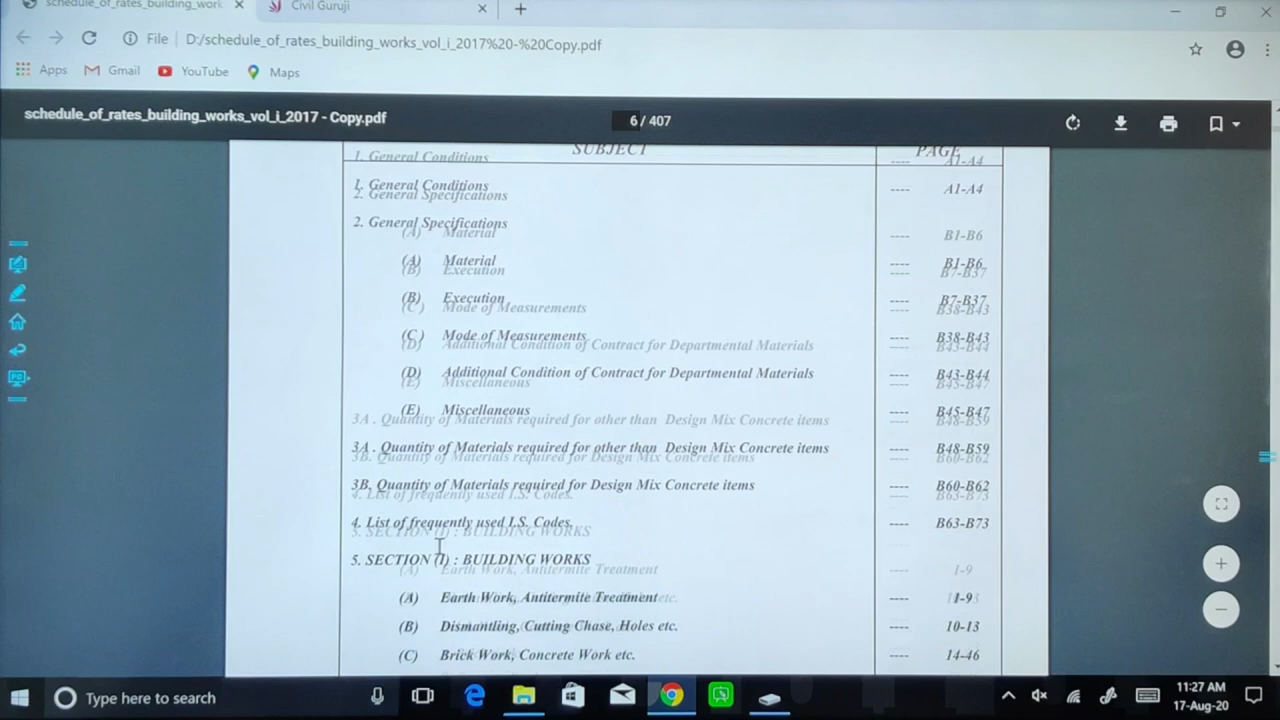 schedule_of_rates_building_work
Civil Guruji
File D:/schedule_of_rates_building_works_vol_i_2017%20-%20Copy.pdf
Apps Gmail YouTube Maps
schedule_of_rates_building_works_vol_i_2017 - Copy.pdf
6 / 407
SUBJECT PAGE
1. General Conditions ---- A1-A4
2. General Specifications
(A) Material ---- B1-B6
(B) Execution ---- B7-B37
(C) Mode of Measurements ---- B38-B43
(D) Additional Condition of Contract for Departmental Materials ---- B43-B44
(E) Miscellaneous ---- B45-B47
3A . Quantity of Materials required for other than Design Mix Concrete items ---- B48-B59
3B. Quantity of Materials required for Design Mix Concrete items ---- B60-B62
4. List of frequently used I.S. Codes. ---- B63-B73
5. SECTION (I) : BUILDING WORKS
(A) Earth Work, Antitermite Treatment ---- 1-9
(B) Dismantling, Cutting Chase, Holes etc. ---- 10-13
(C) Brick Work, Concrete Work etc. ---- 14-46
Type here to search
11:27 AM
17-Aug-20